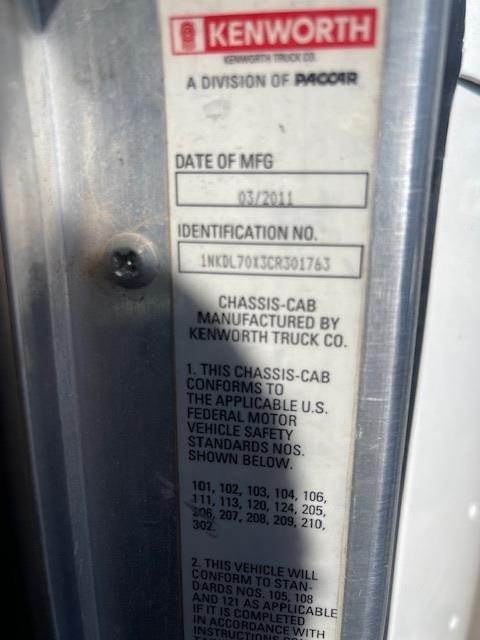 KENWORTH
KENWORTH TRUCK CO.
A DIVISION OF PACCAR
DATE OF MFG
03/2011
IDENTIFICATION NO.
1NKDL70X3CR301763
CHASSIS-CAB
MANUFACTURED BY
KENWORTH TRUCK CO.
1. THIS CHASSIS-CAB
CONFORMS TO
THE APPLICABLE U.S.
FEDERAL MOTOR
VEHICLE SAFETY
STANDARDS NOS.
SHOWN BELOW.
101, 102, 103, 104, 106,
111, 113, 120, 124, 205,
206, 207, 208, 209, 210,
302.
2. THIS VEHICLE WILL
CONFORM TO STAN-
DARDS NOS. 105, 108
AND 121 AS APPLICABLE
IF IT IS COMPLETED
IN ACCORDANCE WITH
INSTRUCTIONS